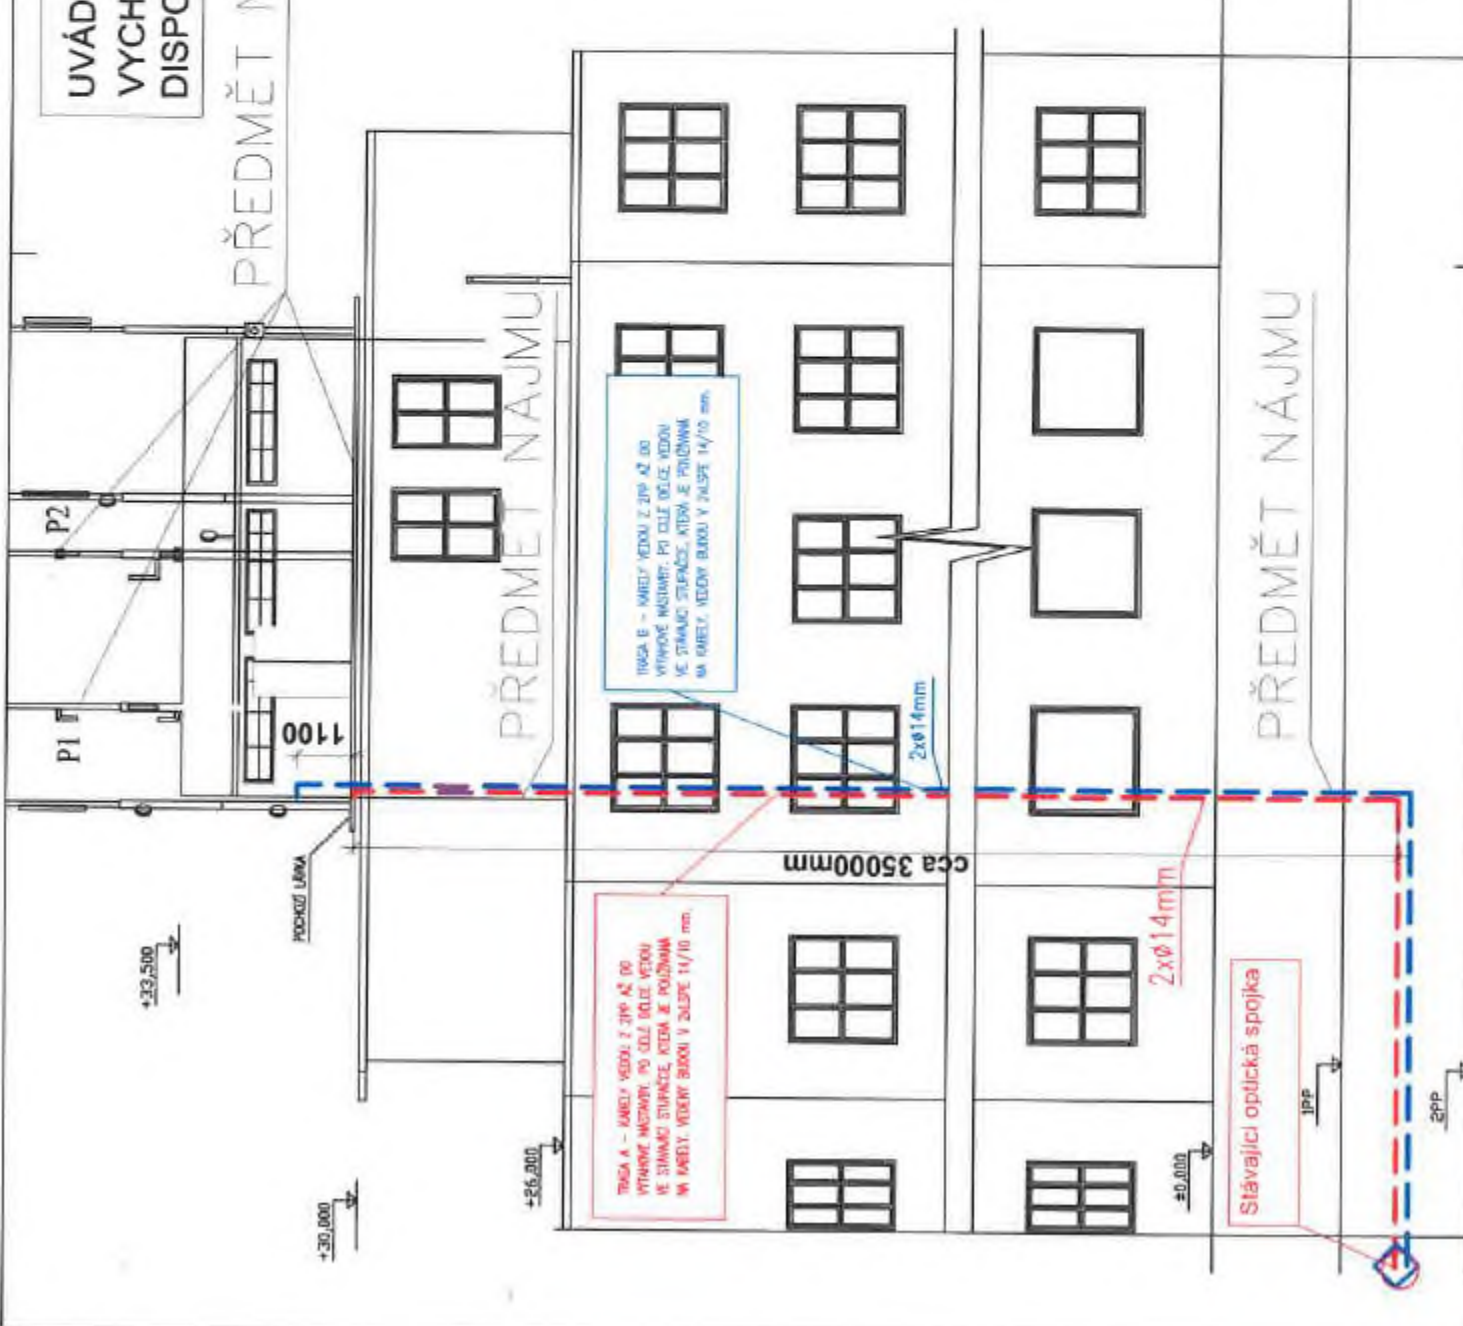 UVÁD
VYCH
DISPO
PŘEDMĚT N
P2
P1
1100
POCHOZÍ LÁVKA
+33,500
+30,000
+26,000
±0,000
1PP
2PP
PŘEDMĚT NÁJMU
TRASA B - KABELY VEDOU Z 2PP AŽ DO
VÝTAHOVÉ NÁSTAVBY. PO CELÉ DÉLCE VEDOU
VE STÁVAJÍCÍ STUPAČCE, KTERÁ JE POUŽÍVANÁ
NA KABELY. VEDENY BUDOU V 2xLSPE 14/10 mm.
2xø14mm
cca 35000mm
TRASA A - KABELY VEDOU Z 2PP AŽ DO
VÝTAHOVÉ NÁSTAVBY. PO CELÉ DÉLCE VEDOU
VE STÁVAJÍCÍ STUPAČCE, KTERÁ JE POUŽÍVANÁ
NA KABELY. VEDENY BUDOU V 2xLSPE 14/10 mm.
2xø14mm
PŘEDMĚT NÁJMU
Stávající optická spojka